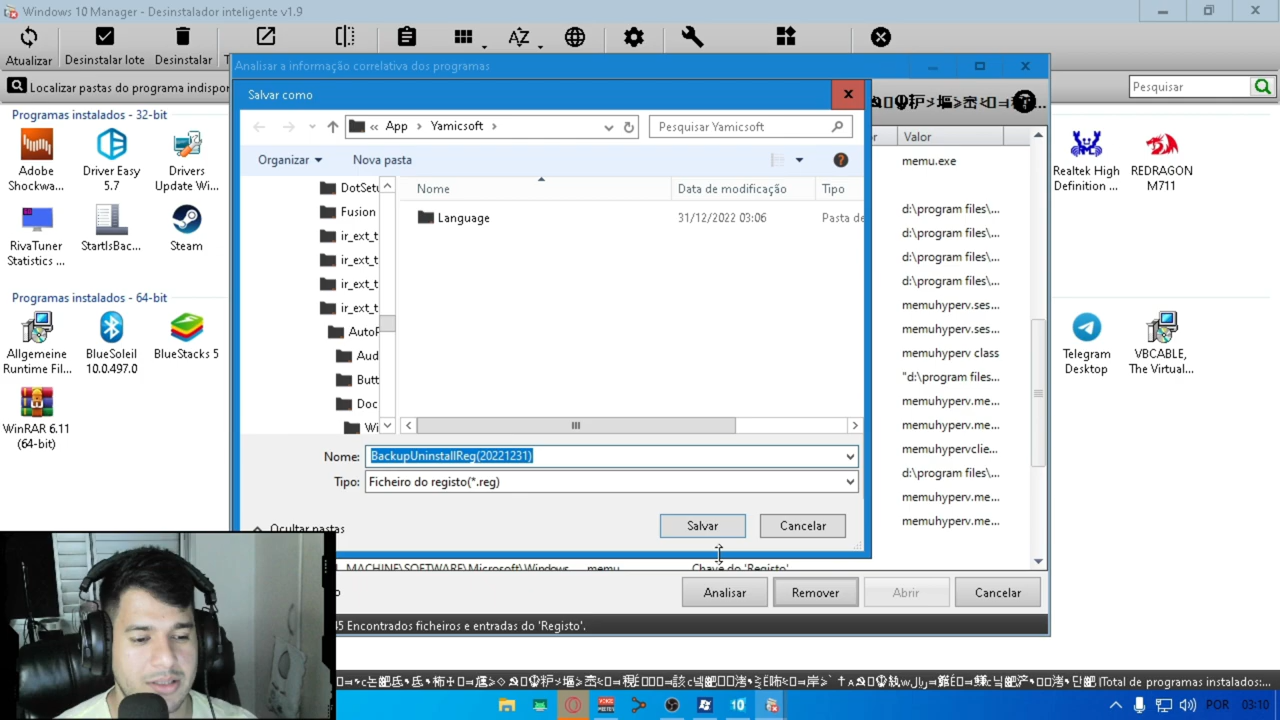 Windows 10 Manager - Desinstalador inteligente v1.9
Atualizar
Desinstalar lote
Desinstalar
Localizar pastas do programa indispor
Pesquisar
Programas instalados - 32-bit
Adobe Shockwa...
Driver Easy 5.7
Drivers Update Wi...
Realtek High Definition ...
REDRAGON M711
RivaTuner Statistics ...
StartIsBac...
Steam
Programas instalados - 64-bit
Allgemeine Runtime Fil...
BlueSoleil 10.0.497.0
BlueStacks 5
Telegram Desktop
VBCABLE, The Virtual...
WinRAR 6.11 (64-bit)
Analisar a informação correlativa dos programas
Valor
memu.exe
d:\program files\...
d:\program files\...
d:\program files\...
d:\program files\...
memuhyperv.ses...
memuhyperv.ses...
memuhyperv class
"d:\program files...
memuhyperv.me...
memuhyperv.me...
memuhypervclie...
d:\program files\...
memuhyperv.me...
memuhyperv.me...
Salvar como
« App > Yamicsoft >
Pesquisar Yamicsoft
Organizar
Nova pasta
DotSetu
Fusion
ir_ext_t
ir_ext_t
ir_ext_t
ir_ext_t
AutoP
Aud
Butt
Doc
Wi
Nome
Data de modificação
Tipo
Language
31/12/2022 03:06
Pasta de
Nome: BackupUninstallReg(20221231)
Tipo: Ficheiro do registo(*.reg)
Ocultar pastas
Salvar
Cancelar
_MACHINE\SOFTWARE\Microsoft\Windows
memu
Chave do 'Registo'
Analisar
Remover
Abrir
Cancelar
45 Encontrados ficheiros e entradas do 'Registo'.
(Total de programas instalados:...
POR
03:10